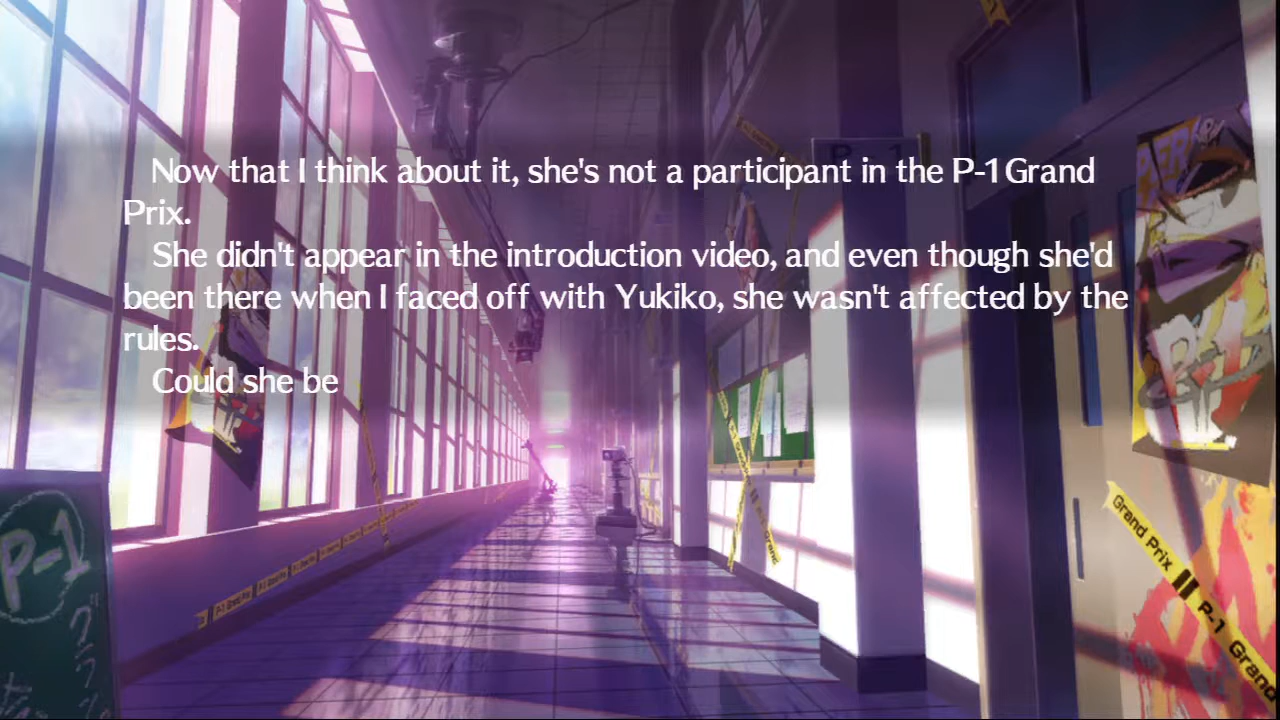 Now that I think about it, she's not a participant in the P-1 Grand
Prix.
She didn't appear in the introduction video, and even though she'd
been there when I faced off with Yukiko, she wasn't affected by the
rules.
Could she be
P-1
Grand Prix
P-1 Grand